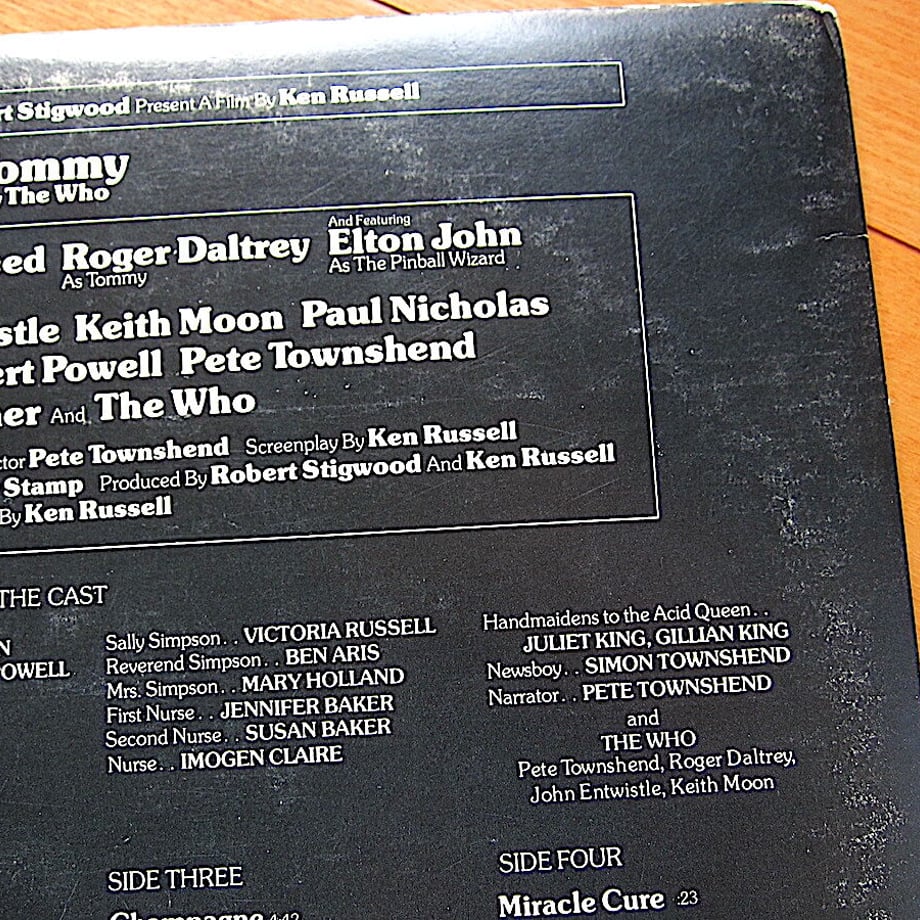 rt Stigwood Present A Film By Ken Russell
ommy
y The Who
And Featuring
eed Roger Daltrey Elton John
As Tommy As The Pinball Wizard
stle Keith Moon Paul Nicholas
ert Powell Pete Townshend
ner And The Who
ctor Pete Townshend Screenplay By Ken Russell
Stamp Produced By Robert Stigwood And Ken Russell
By Ken Russell
THE CAST
N
OWELL
Sally Simpson . . VICTORIA RUSSELL
Reverend Simpson . . BEN ARIS
Mrs. Simpson . . MARY HOLLAND
First Nurse . . JENNIFER BAKER
Second Nurse . . SUSAN BAKER
Nurse . . IMOGEN CLAIRE
Handmaidens to the Acid Queen . .
JULIET KING, GILLIAN KING
Newsboy . . SIMON TOWNSHEND
Narrator . . PETE TOWNSHEND
and
THE WHO
Pete Townshend, Roger Daltrey,
John Entwistle, Keith Moon
SIDE THREE
Champagne 4:42
SIDE FOUR
Miracle Cure :23